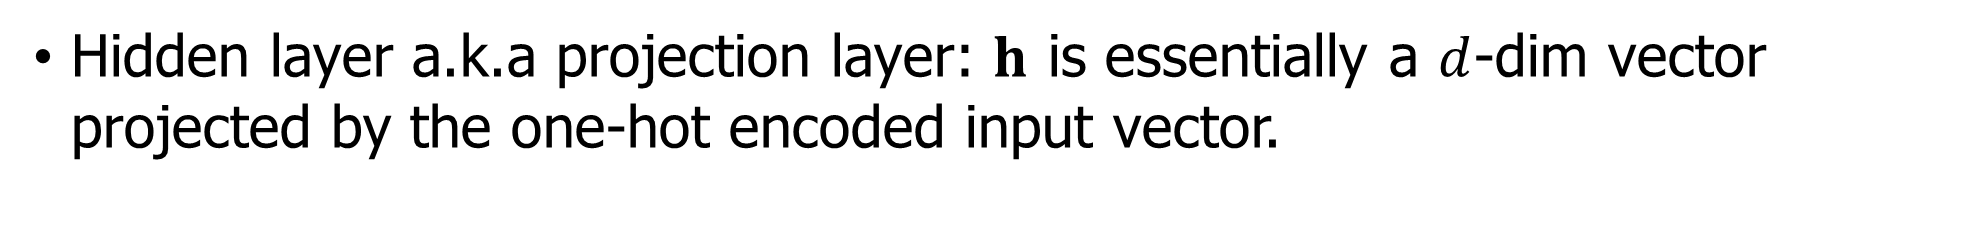 • Hidden layer a.k.a projection layer: h is essentially a d-dim vector
projected by the one-hot encoded input vector.